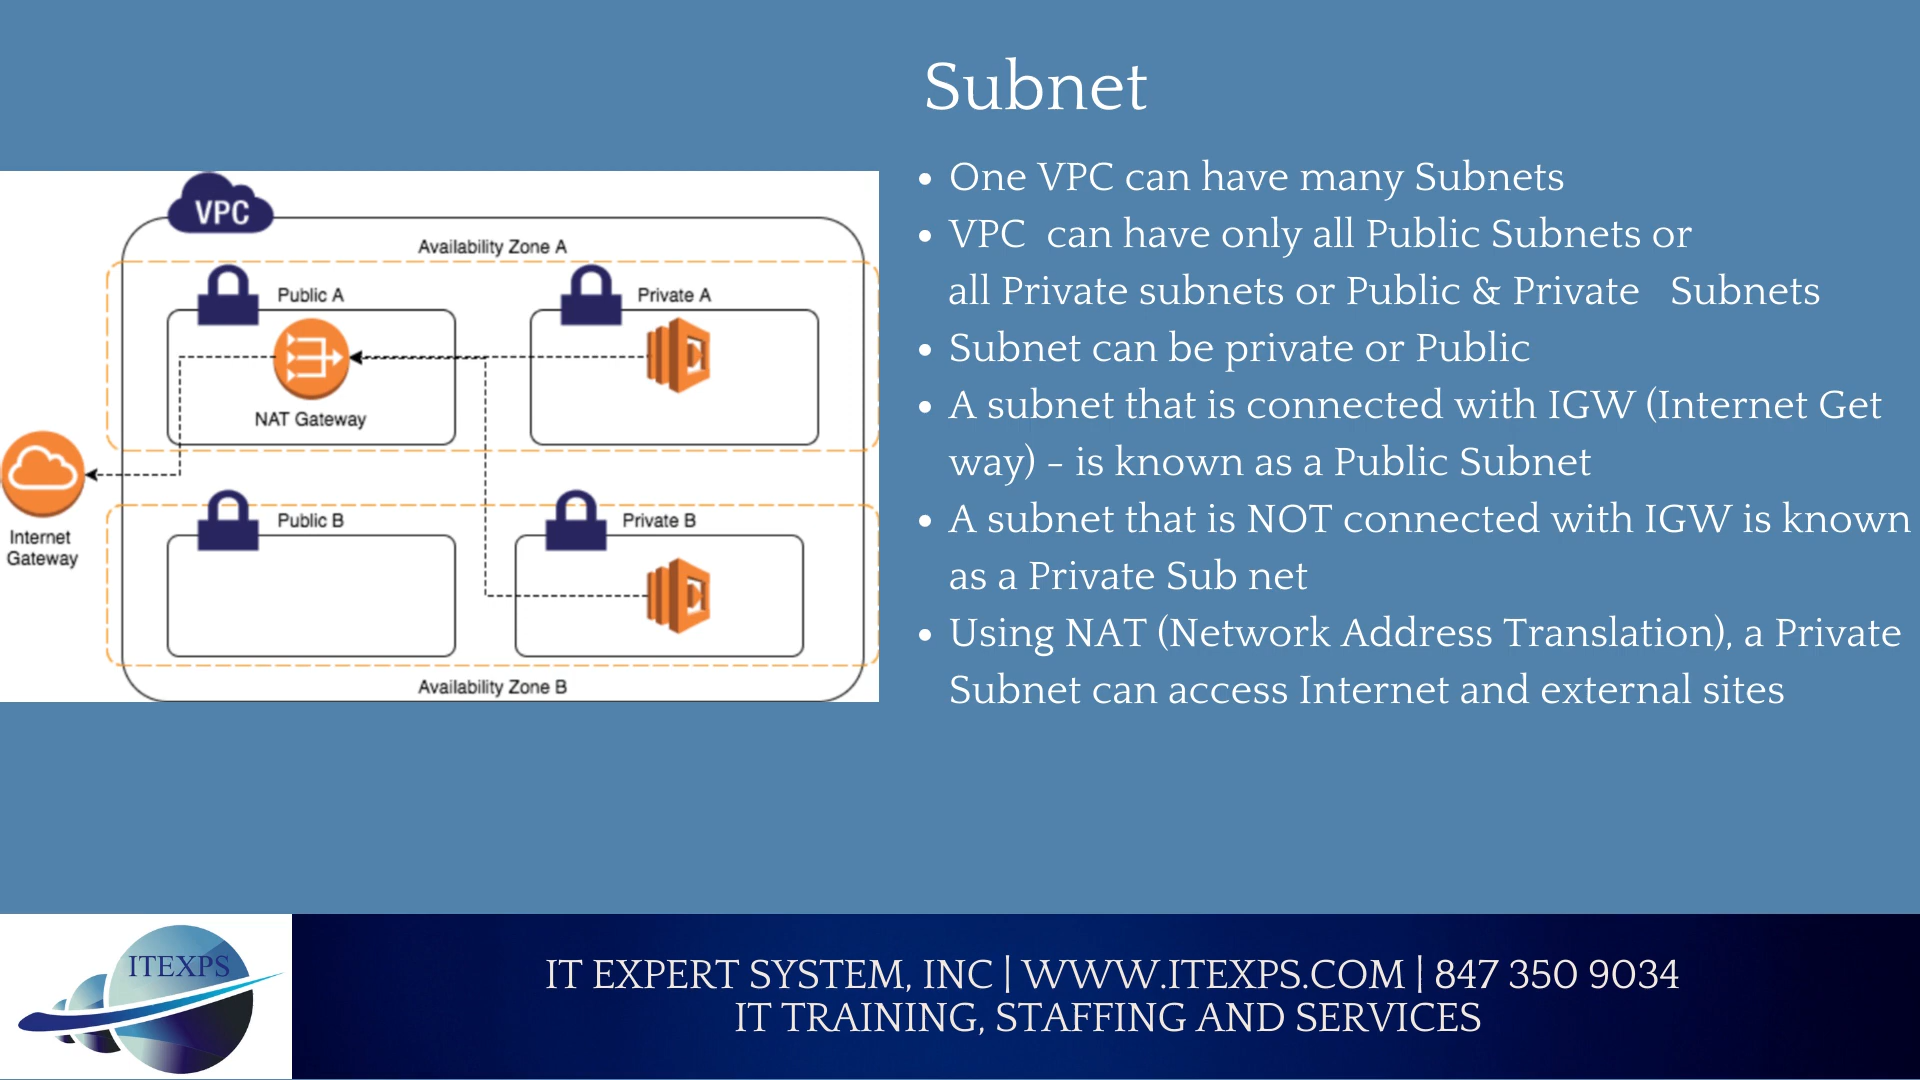 Subnet
• One VPC can have many Subnets
• VPC  can have only all Public Subnets or
all Private subnets or Public & Private   Subnets
• Subnet can be private or Public
• A subnet that is connected with IGW (Internet Get
way) – is known as a Public Subnet
• A subnet that is NOT connected with IGW is known
as a Private Sub net
• Using NAT (Network Address Translation), a Private
Subnet can access Internet and external sites
VPC
Availability Zone A
Public A
Private A
NAT Gateway
Internet
Gateway
Public B
Private B
Availability Zone B
ITEXPS
IT EXPERT SYSTEM, INC | WWW.ITEXPS.COM | 847 350 9034
IT TRAINING, STAFFING AND SERVICES